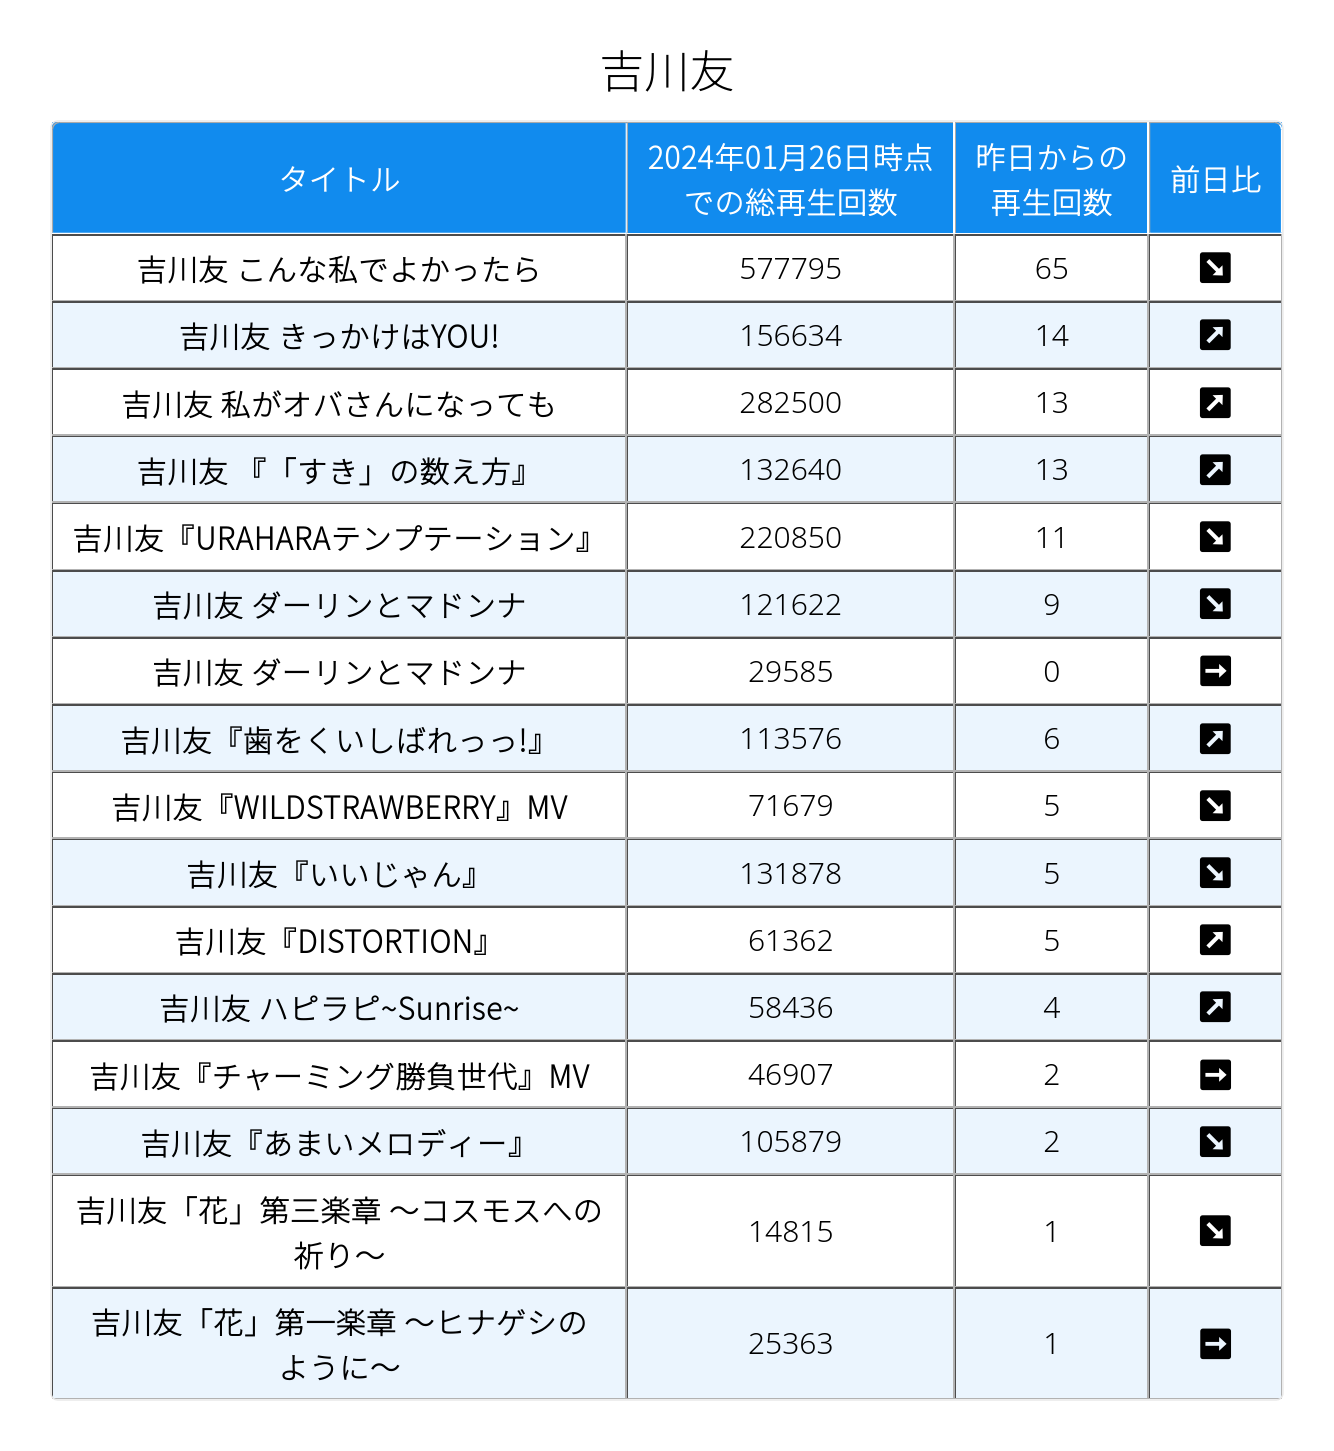 吉川友
タイトル 2024年01月26日時点での総再生回数 昨日からの再生回数 前日比
吉川友 こんな私でよかったら 577795 65 ↘
吉川友 きっかけはYOU! 156634 14 ↗
吉川友 私がオバさんになっても 282500 13 ↗
吉川友 『「すき」の数え方』 132640 13 ↗
吉川友『URAHARAテンプテーション』 220850 11 ↘
吉川友 ダーリンとマドンナ 121622 9 ↘
吉川友 ダーリンとマドンナ 29585 0 →
吉川友『歯をくいしばれっっ!』 113576 6 ↗
吉川友『WILDSTRAWBERRY』MV 71679 5 ↘
吉川友『いいじゃん』 131878 5 ↘
吉川友『DISTORTION』 61362 5 ↗
吉川友 ハピラピ~Sunrise~ 58436 4 ↗
吉川友『チャーミング勝負世代』MV 46907 2 →
吉川友『あまいメロディー』 105879 2 ↘
吉川友「花」第三楽章 〜コスモスへの
祈り〜 14815 1 ↘
吉川友「花」第一楽章 〜ヒナゲシの
ように〜 25363 1 →